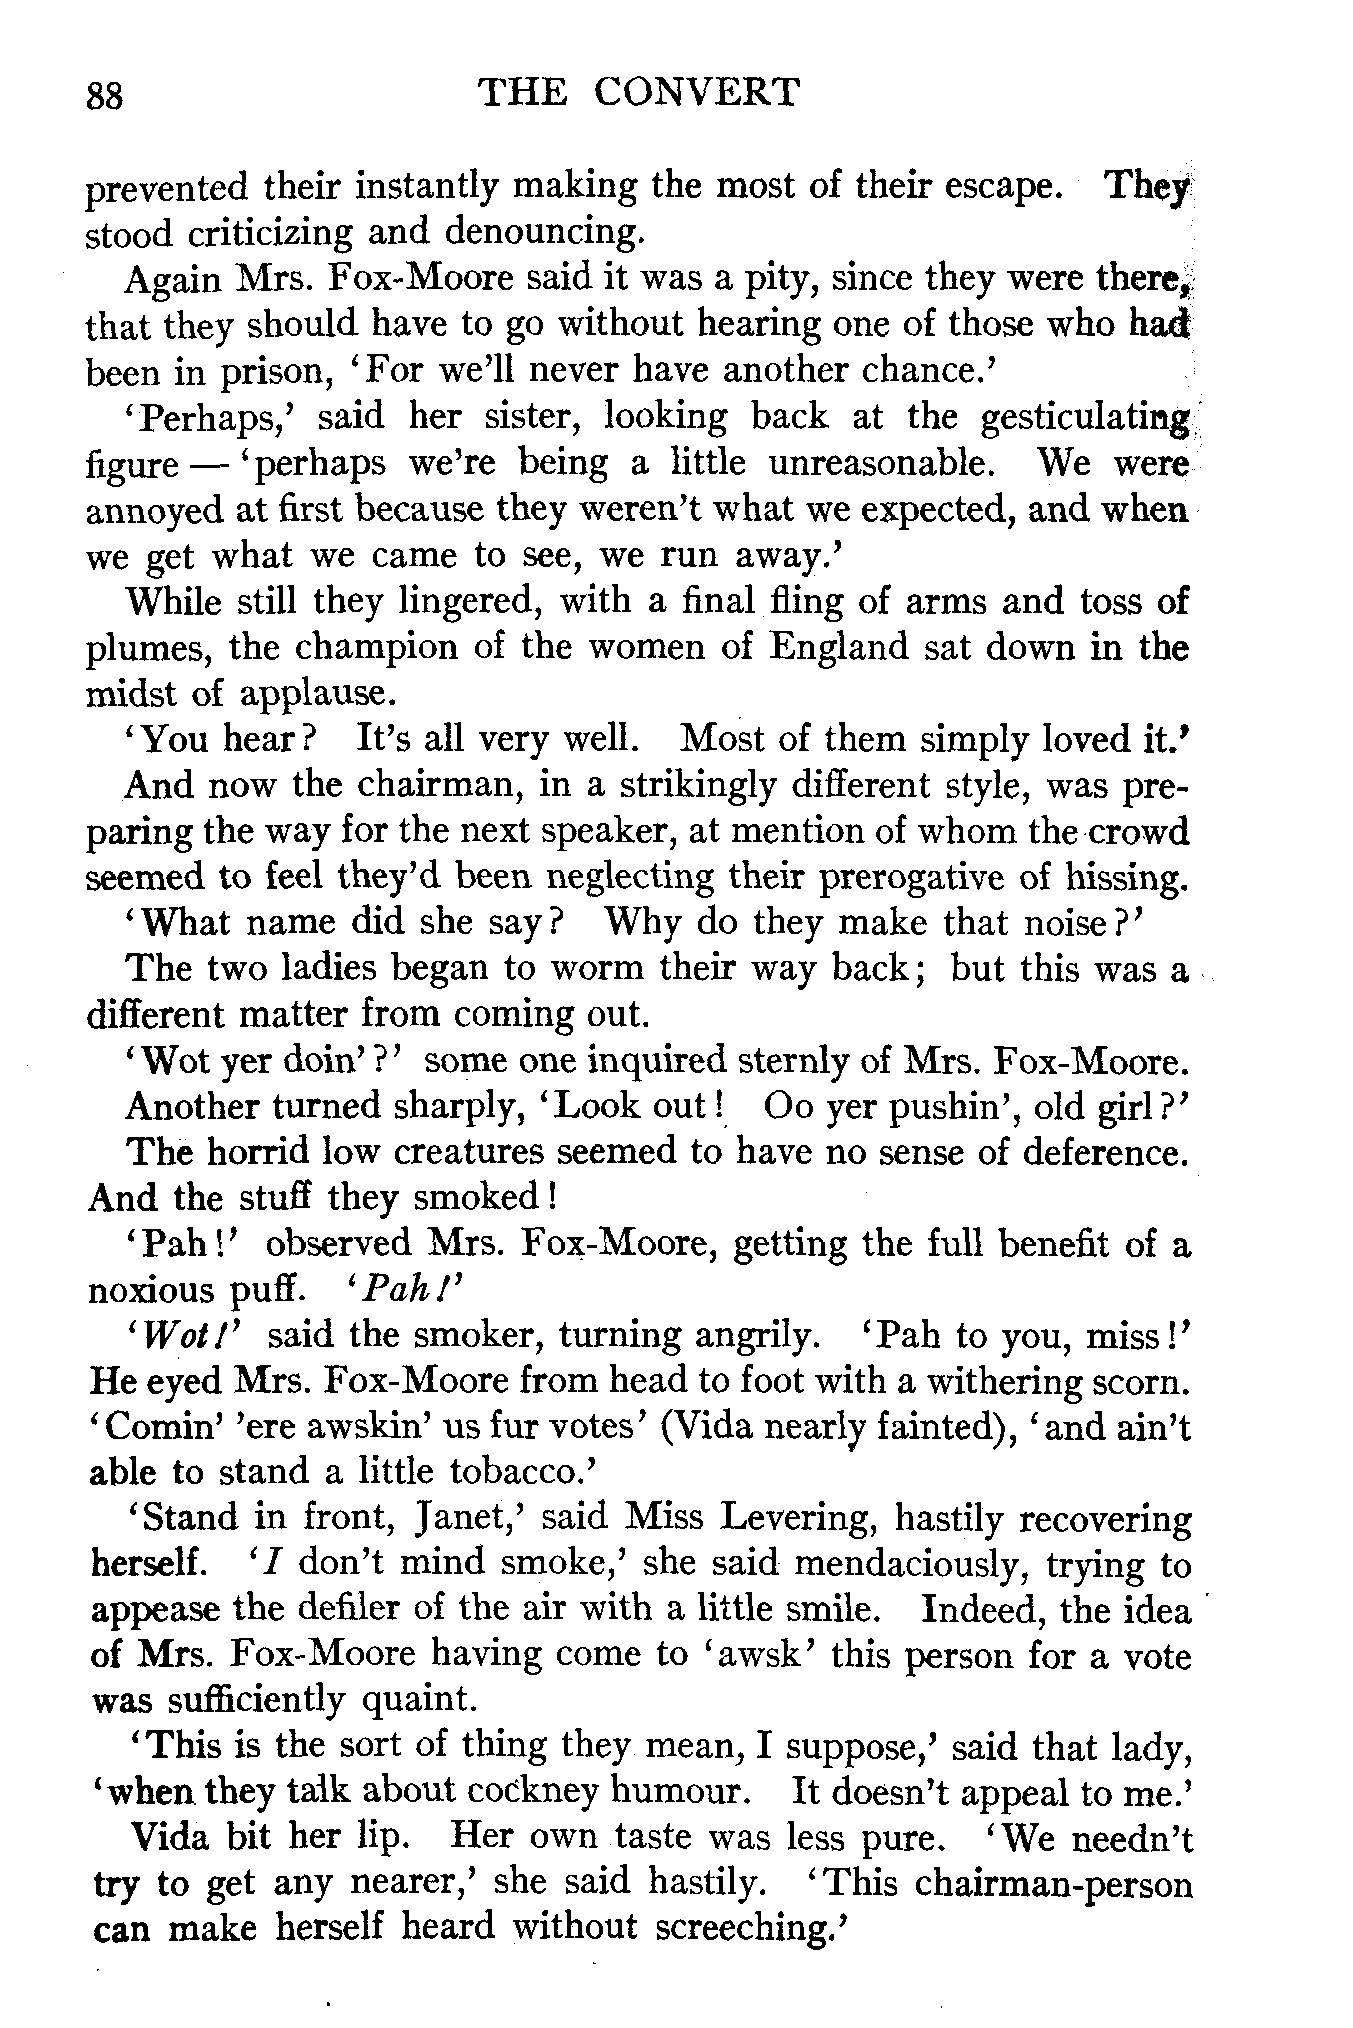 88 THE CONVERT
prevented their instantly making the most of their escape. They
stood criticizing and denouncing.
Again Mrs. Fox-Moore said it was a pity, since they were there,
that they should have to go without hearing one of those who had
been in prison, ‘For we’ll never have another chance.’
‘Perhaps,’ said her sister, looking back at the gesticulating
figure — ‘perhaps we’re being a little unreasonable. We were
annoyed at first because they weren’t what we expected, and when
we get what we came to see, we run away.’
While still they lingered, with a final fling of arms and toss of
plumes, the champion of the women of England sat down in the
midst of applause.
‘You hear? It’s all very well. Most of them simply loved it.’
And now the chairman, in a strikingly different style, was pre-
paring the way for the next speaker, at mention of whom the crowd
seemed to feel they’d been neglecting their prerogative of hissing.
‘What name did she say? Why do they make that noise?’
The two ladies began to worm their way back; but this was a
different matter from coming out.
‘Wot yer doin’?’ some one inquired sternly of Mrs. Fox-Moore.
Another turned sharply, ‘Look out! Oo yer pushin’, old girl?’
The horrid low creatures seemed to have no sense of deference.
And the stuff they smoked!
‘Pah!’ observed Mrs. Fox-Moore, getting the full benefit of a
noxious puff. ‘Pah!’
‘Wot!’ said the smoker, turning angrily. ‘Pah to you, miss!’
He eyed Mrs. Fox-Moore from head to foot with a withering scorn.
‘Comin’ ’ere awskin’ us fur votes’ (Vida nearly fainted), ‘and ain’t
able to stand a little tobacco.’
‘Stand in front, Janet,’ said Miss Levering, hastily recovering
herself. ‘I don’t mind smoke,’ she said mendaciously, trying to
appease the defiler of the air with a little smile. Indeed, the idea
of Mrs. Fox-Moore having come to ‘awsk’ this person for a vote
was sufficiently quaint.
‘This is the sort of thing they mean, I suppose,’ said that lady,
‘when they talk about cockney humour. It doesn’t appeal to me.’
Vida bit her lip. Her own taste was less pure. ‘We needn’t
try to get any nearer,’ she said hastily. ‘This chairman-person
can make herself heard without screeching.’